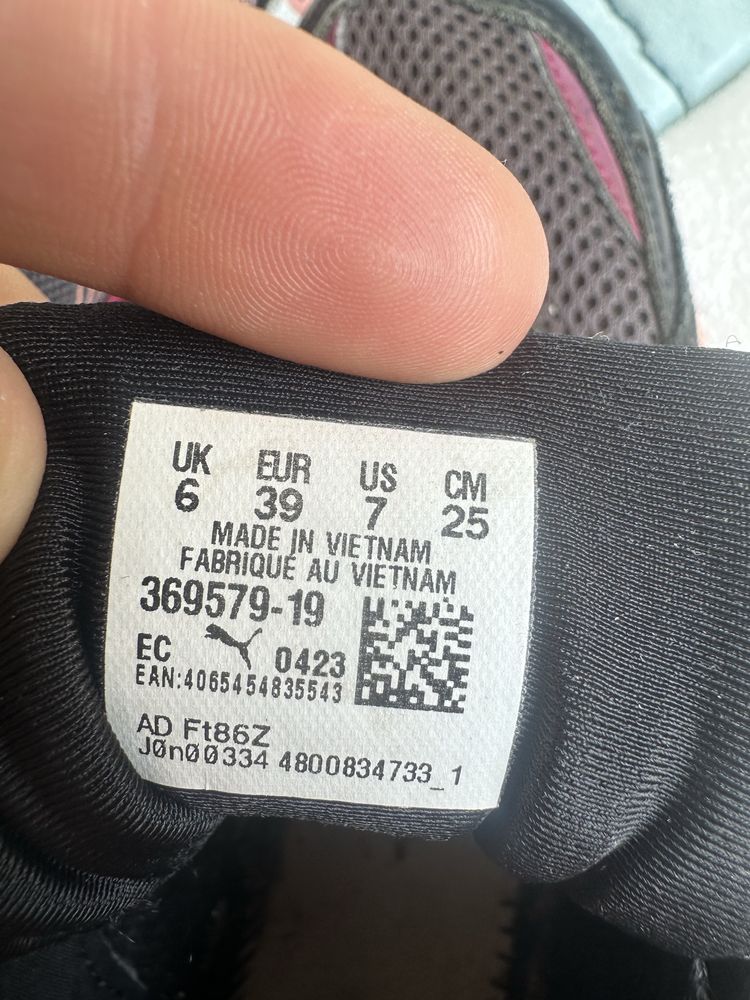 UK EUR US CM
6 39 7 25
MADE IN VIETNAM
FABRIQUÉ AU VIETNAM
369579-19
EC 0423
EAN:4065454835543
AD Ft86Z
J0n00334 4800834733_1